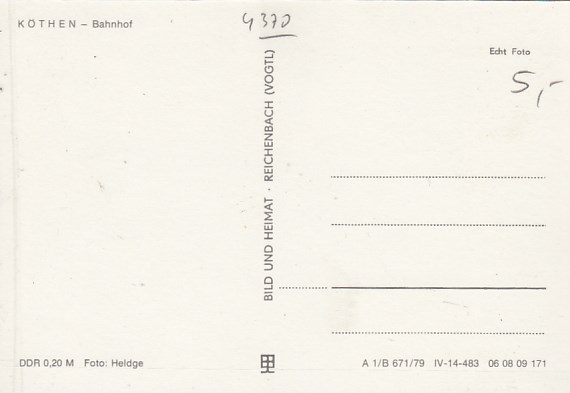 KÖTHEN – Bahnhof
4370
Echt Foto
5,-
BILD UND HEIMAT · REICHENBACH (VOGTL)
DDR 0,20 M Foto: Heldge
A 1/B 671/79 IV-14-483 06 08 09 171